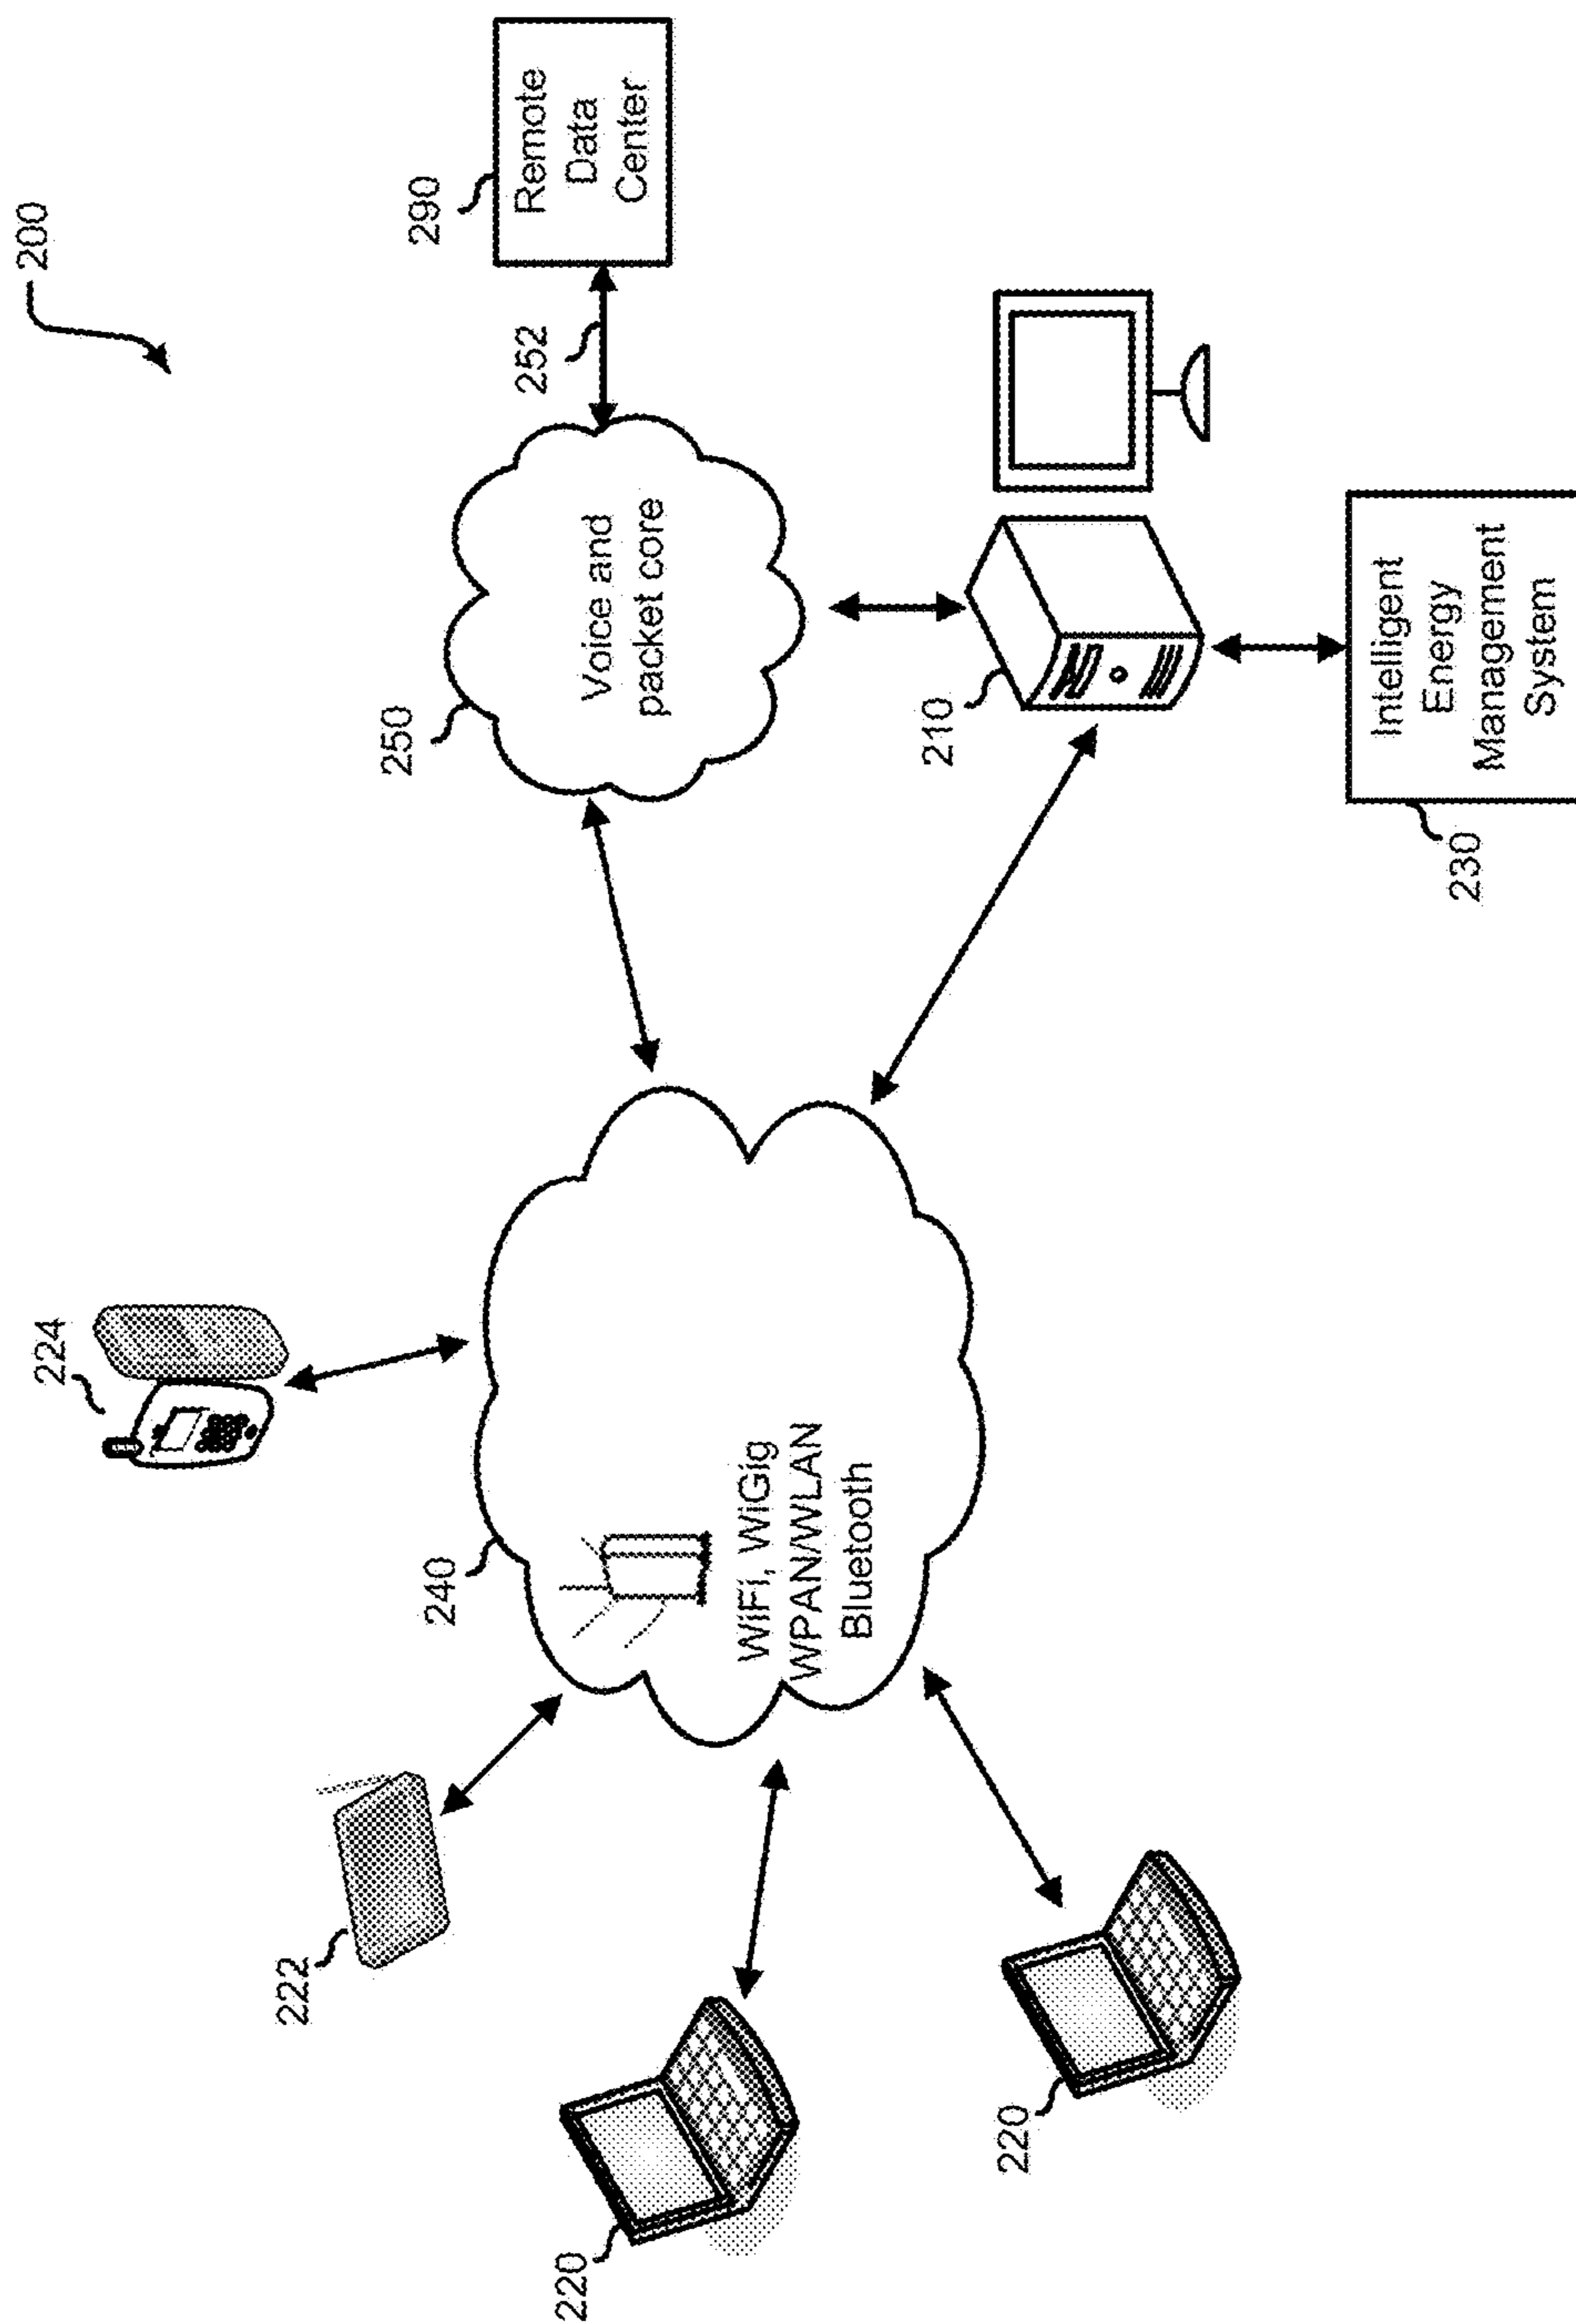 200
224
290
Remote
Data
Center
252
250
Voice and
packet core
222
240
WiFi, WiGig
WPAN/WLAN
Bluetooth
210
220
220
230
Intelligent
Energy
Management
System